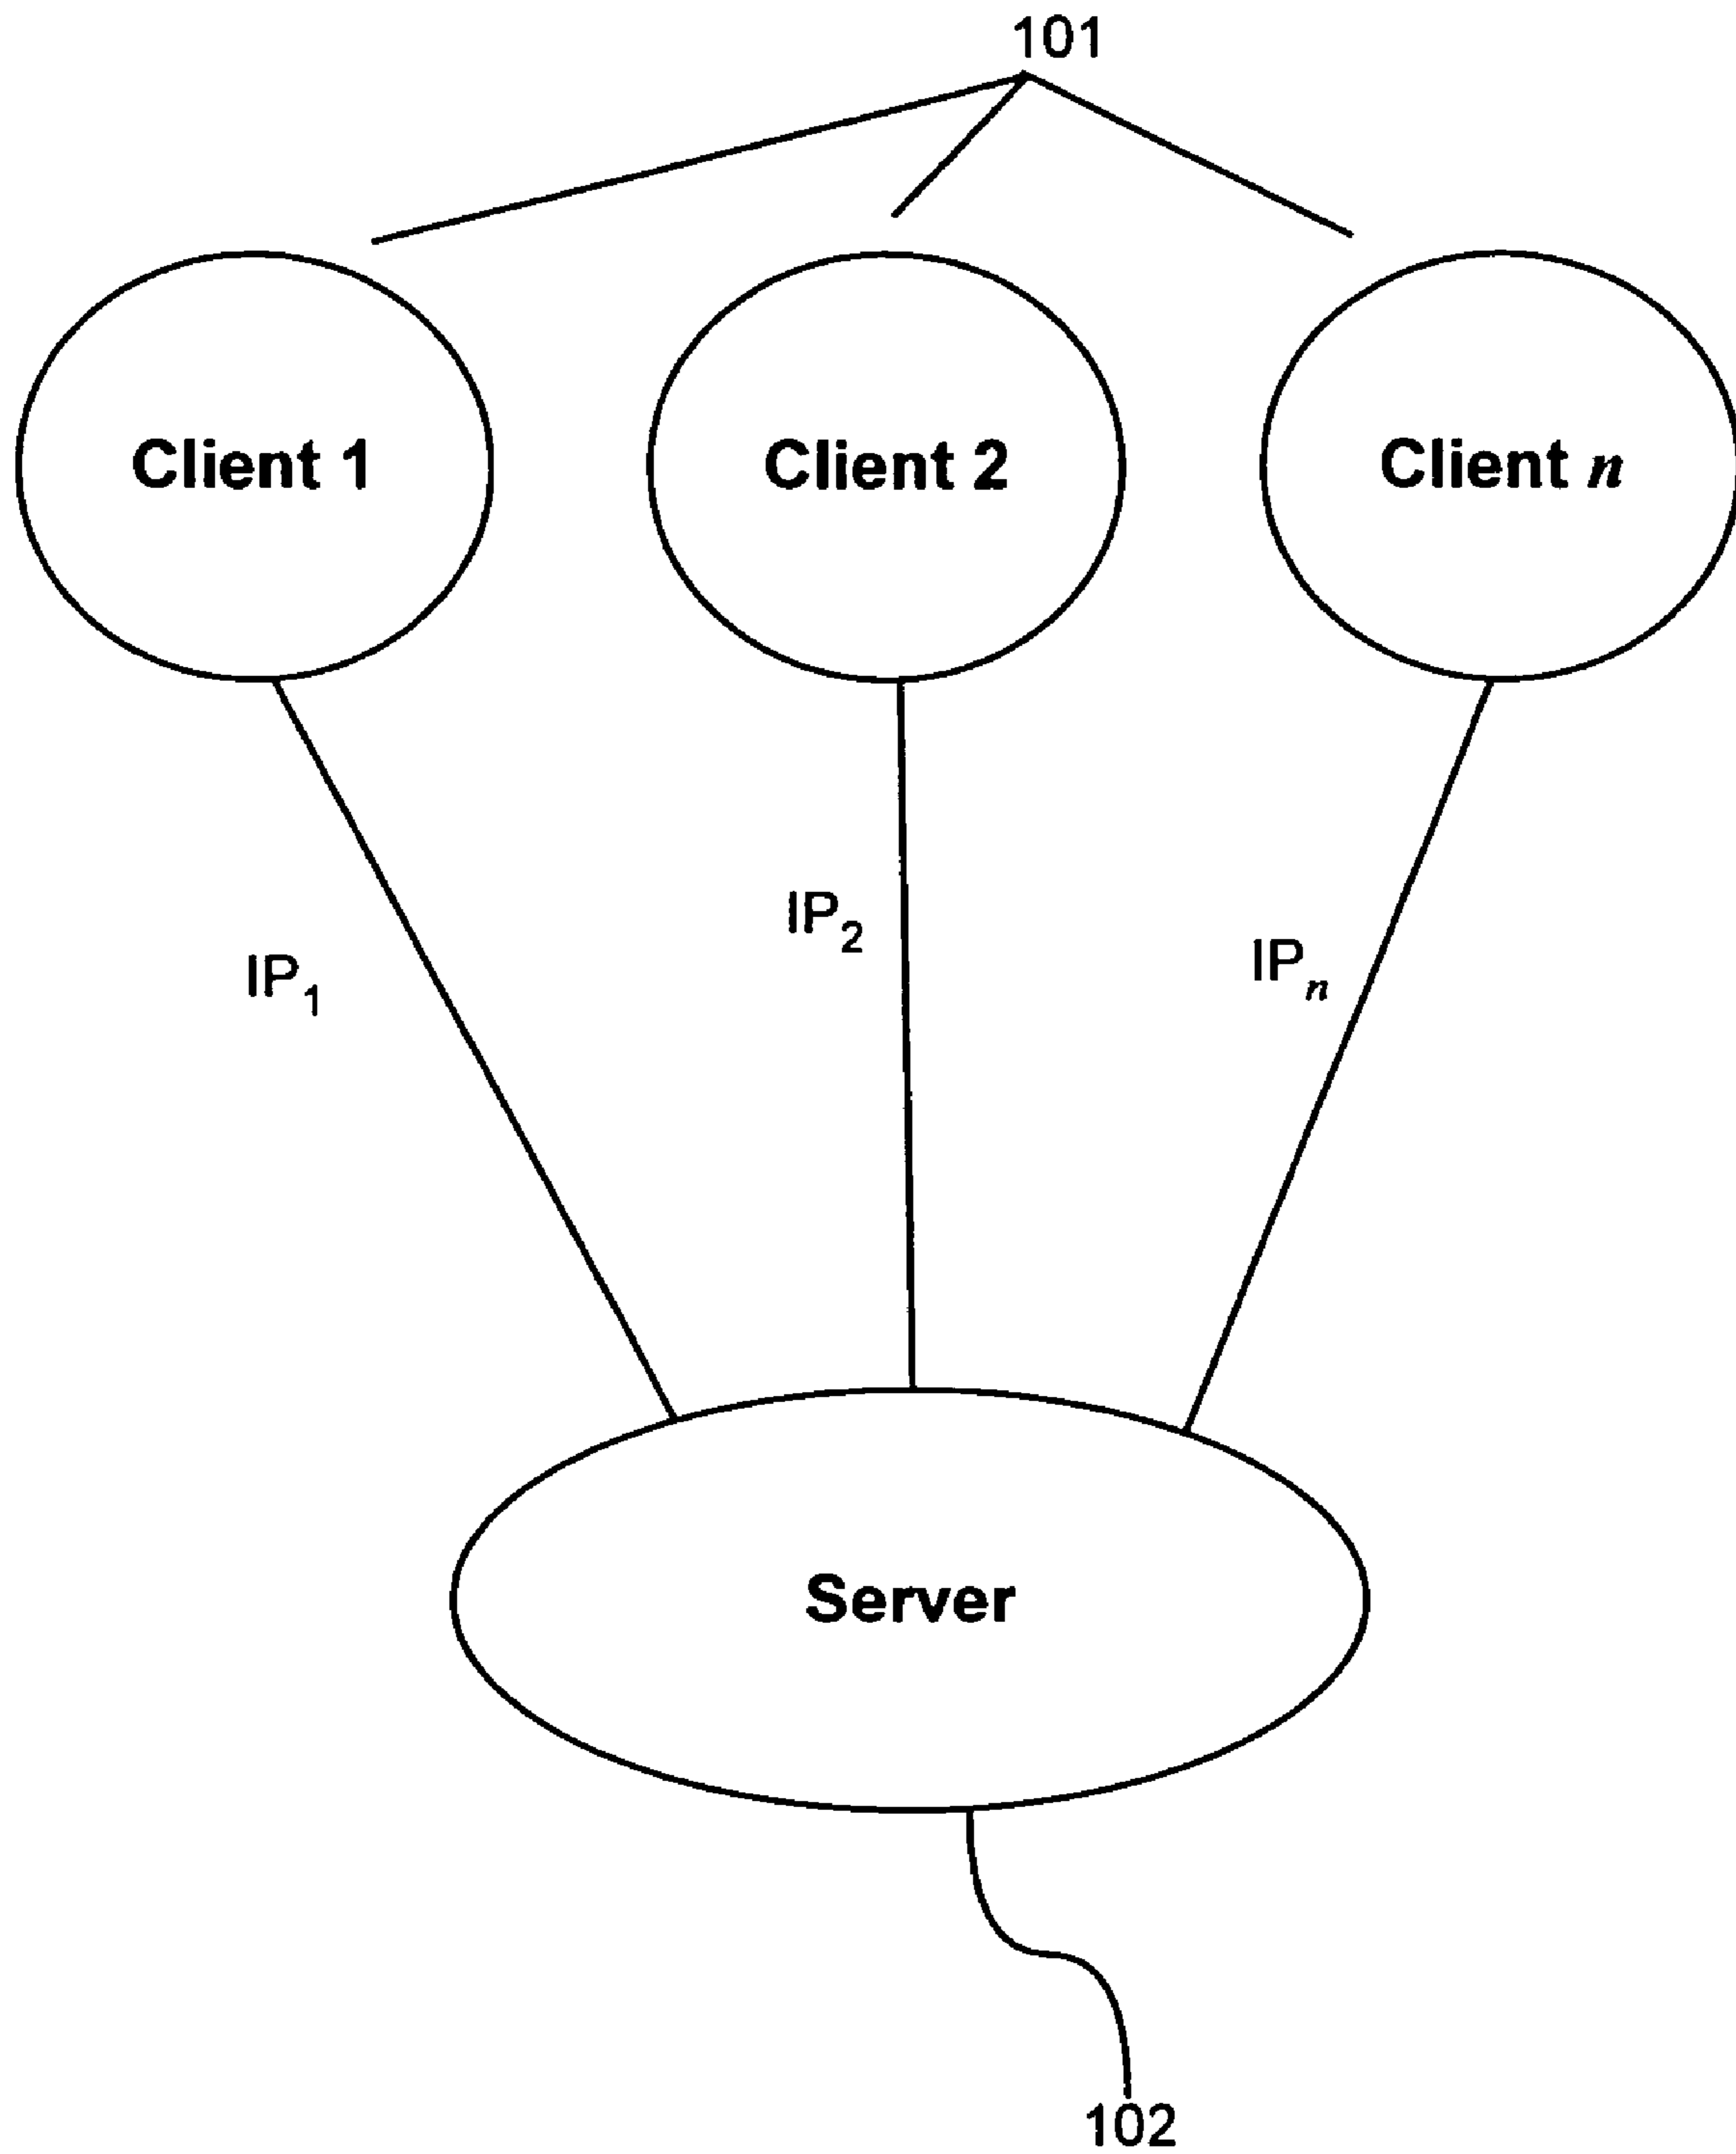 101
Client 1
Client 2
Client n
IP₁
IP₂
IPₙ
Server
102